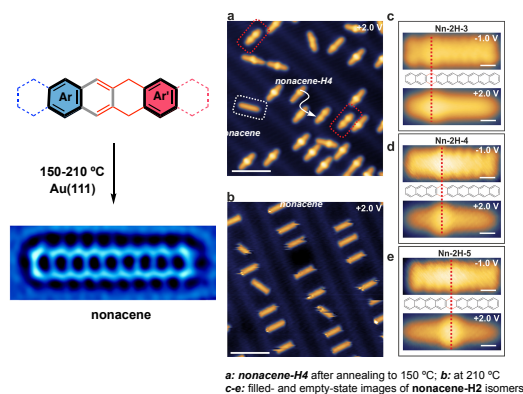 Ar
Ar'
150-210 ºC
Au(111)
nonacene
a
+2.0 V
nonacene-H4
onacene
b
nonacene
+2.0 V
c
Nn-2H-3
-1.0 V
+2.0 V
d
Nn-2H-4
-1.0 V
+2.0 V
e
Nn-2H-5
-1.0 V
+2.0 V
a: nonacene-H4 after annealing to 150 ºC; b: at 210 ºC
c-e: filled- and empty-state images of nonacene-H2 isomers